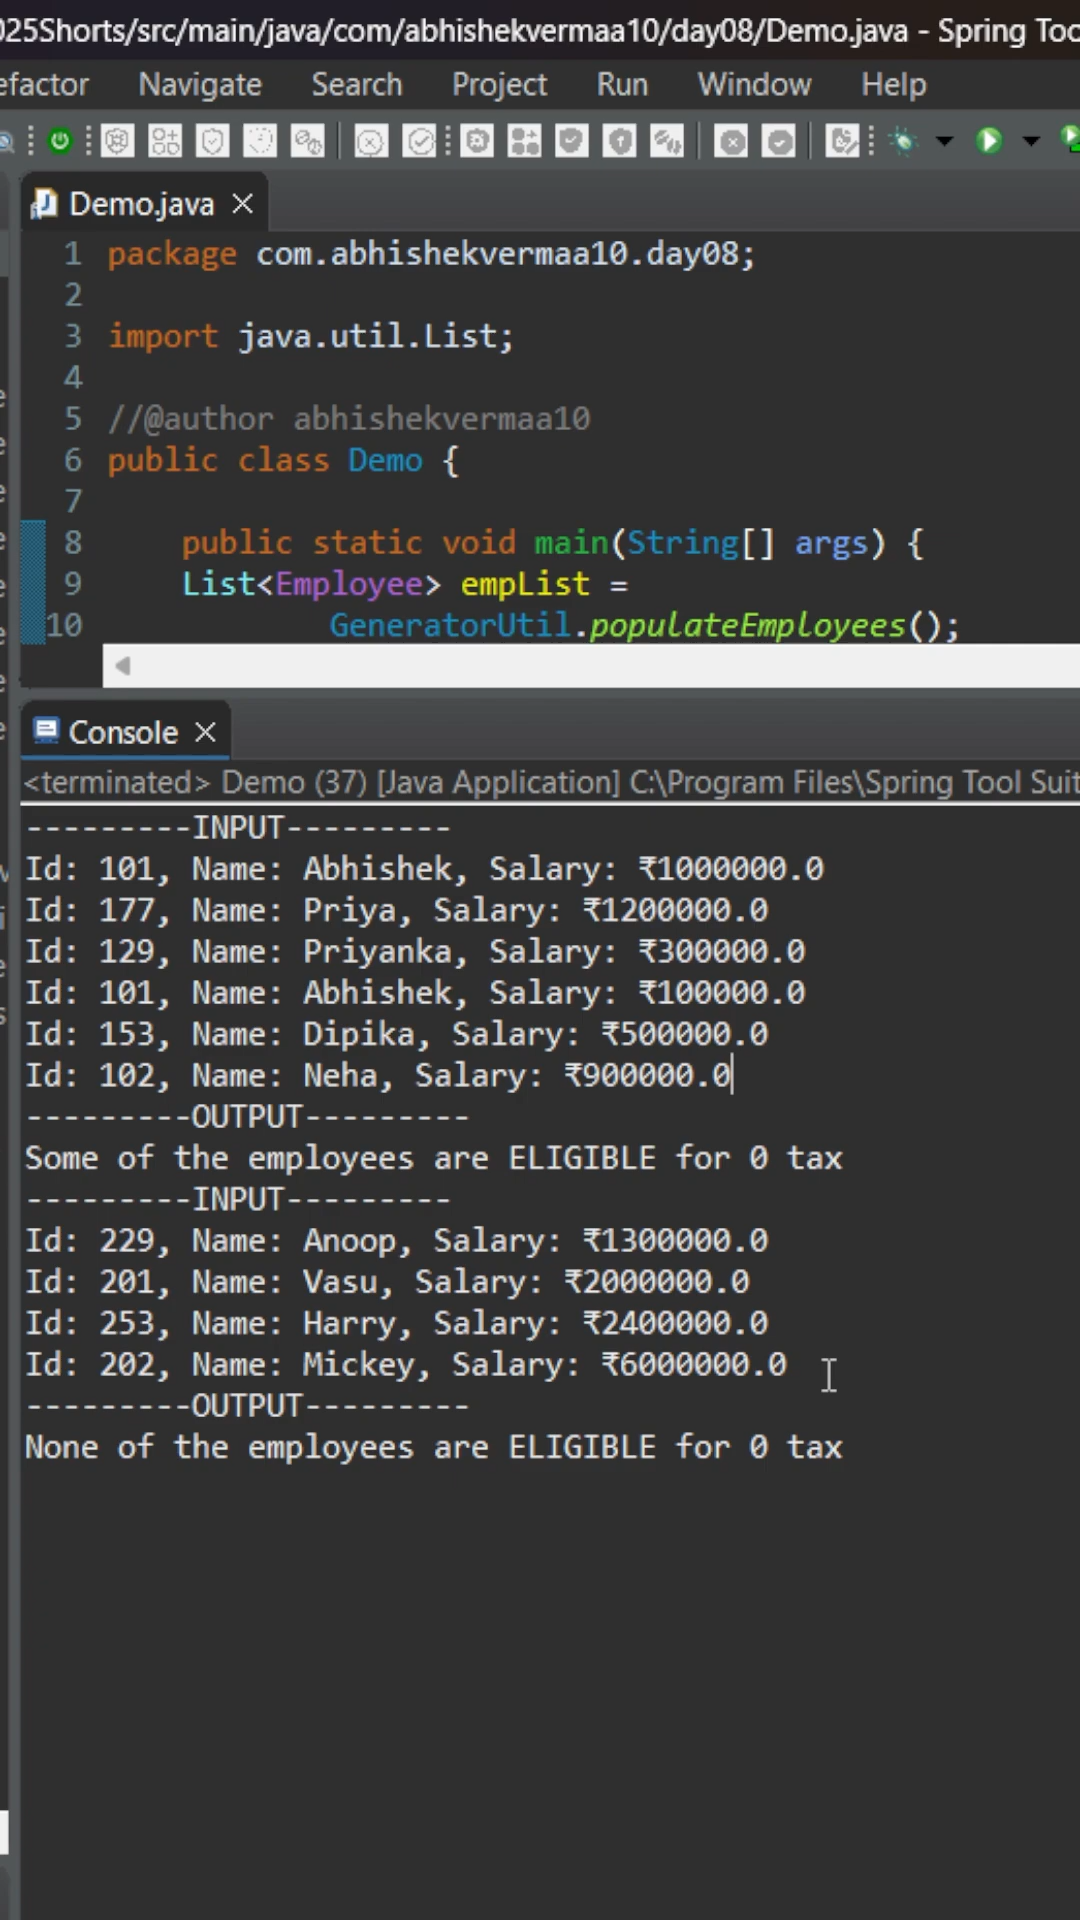 025Shorts/src/main/java/com/abhishekvermaa10/day08/Demo.java - Spring Too
efactor Navigate Search Project Run Window Help
Demo.java
1 package com.abhishekvermaa10.day08;
2
3 import java.util.List;
4
5 //@author abhishekvermaa10
6 public class Demo {
7
8 public static void main(String[] args) {
9 List<Employee> empList =
10 GeneratorUtil.populateEmployees();
Console
<terminated> Demo (37) [Java Application] C:\Program Files\Spring Tool Suit
---------INPUT---------
Id: 101, Name: Abhishek, Salary: ₹1000000.0
Id: 177, Name: Priya, Salary: ₹1200000.0
Id: 129, Name: Priyanka, Salary: ₹300000.0
Id: 101, Name: Abhishek, Salary: ₹100000.0
Id: 153, Name: Dipika, Salary: ₹500000.0
Id: 102, Name: Neha, Salary: ₹900000.0
---------OUTPUT---------
Some of the employees are ELIGIBLE for 0 tax
---------INPUT---------
Id: 229, Name: Anoop, Salary: ₹1300000.0
Id: 201, Name: Vasu, Salary: ₹2000000.0
Id: 253, Name: Harry, Salary: ₹2400000.0
Id: 202, Name: Mickey, Salary: ₹6000000.0
---------OUTPUT---------
None of the employees are ELIGIBLE for 0 tax